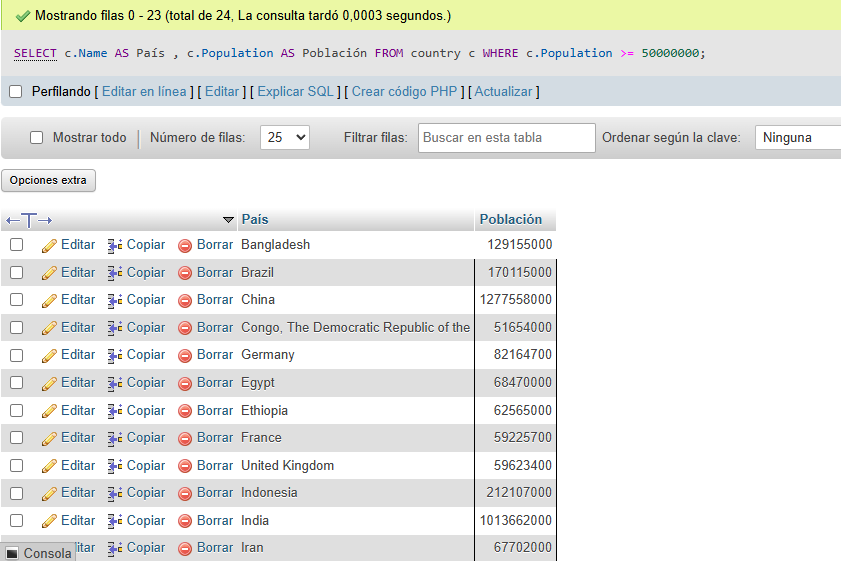 Mostrando filas 0 - 23 (total de 24, La consulta tardó 0,0003 segundos.)
SELECT c.Name AS País , c.Population AS Población FROM country c WHERE c.Population >= 50000000;
Perfilando [ Editar en línea ] [ Editar ] [ Explicar SQL ] [ Crear código PHP ] [ Actualizar ]
Mostrar todo Número de filas: 25 Filtrar filas: Buscar en esta tabla Ordenar según la clave: Ninguna
Opciones extra
País Población
Editar Copiar Borrar Bangladesh 129155000
Editar Copiar Borrar Brazil 170115000
Editar Copiar Borrar China 1277558000
Editar Copiar Borrar Congo, The Democratic Republic of the 51654000
Editar Copiar Borrar Germany 82164700
Editar Copiar Borrar Egypt 68470000
Editar Copiar Borrar Ethiopia 62565000
Editar Copiar Borrar France 59225700
Editar Copiar Borrar United Kingdom 59623400
Editar Copiar Borrar Indonesia 212107000
Editar Copiar Borrar India 1013662000
itar Copiar Borrar Iran 67702000
Consola